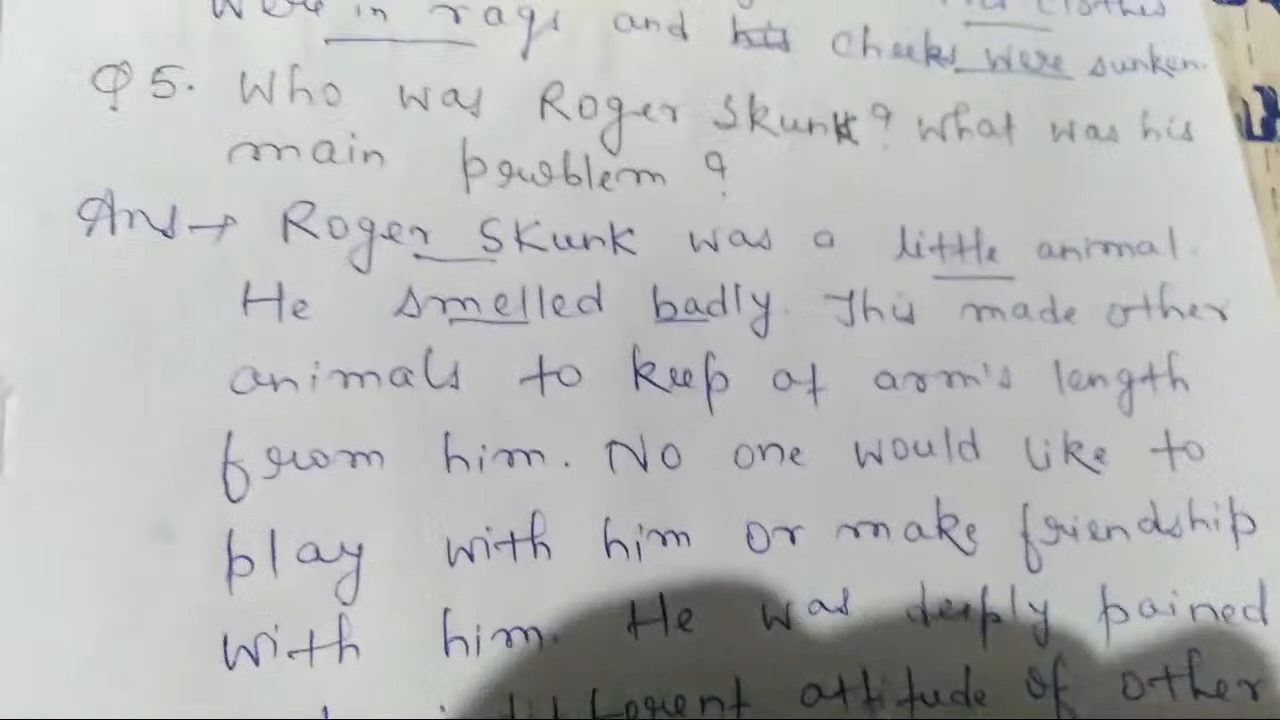 were in rags and his clothes
cheeks were sunken.
Q 5. Who was Roger Skunk? What was his
main problem?
Ans → Roger Skunk was a little animal.
He smelled badly. This made other
animals to keep at arm's length
from him. No one would like to
play with him or make friendship
with him. He was deeply pained
attitude of other